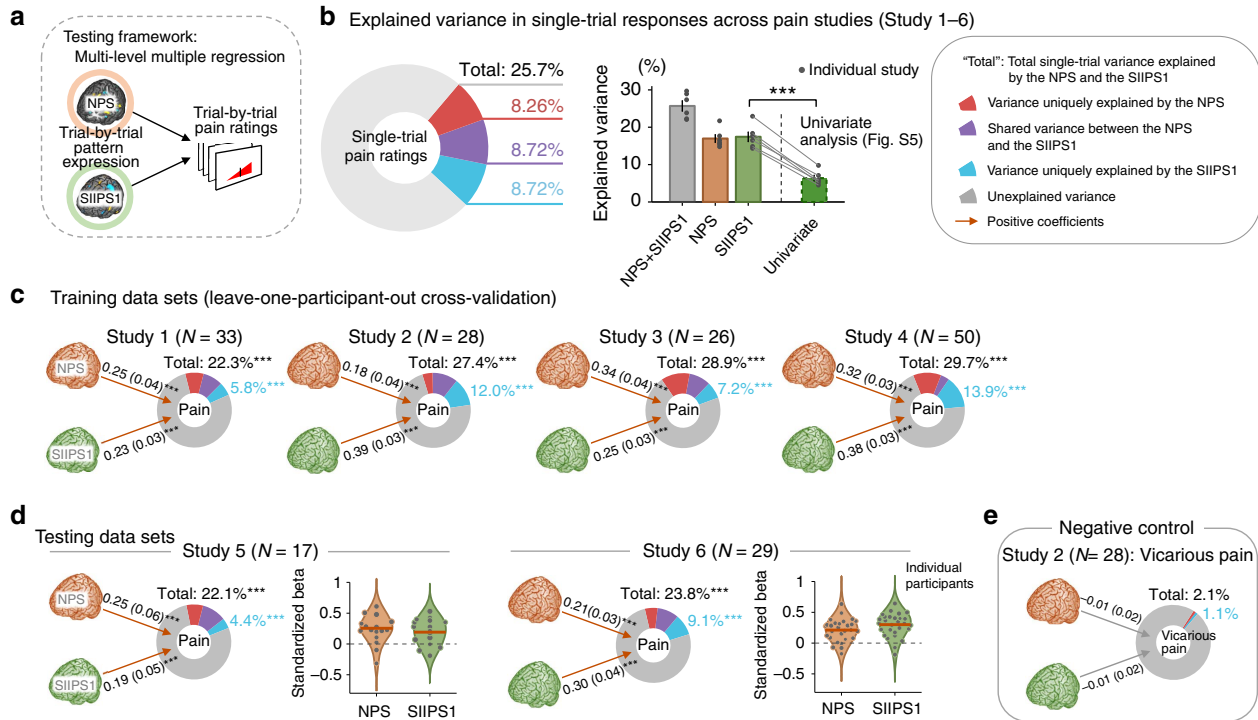 a
Testing framework:
Multi-level multiple regression
NPS
Trial-by-trial
pattern
expression
SIIPS1
Trial-by-trial
pain ratings
b
Explained variance in single-trial responses across pain studies (Study 1–6)
Single-trial
pain ratings
Total: 25.7%
8.26%
8.72%
8.72%
(%)
Explained variance
30
20
10
0
NPS+SIIPS1
NPS
SIIPS1
Univariate
Individual study
***
Univariate
analysis (Fig. S5)
“Total”: Total single-trial variance explained
by the NPS and the SIIPS1
Variance uniquely explained by the NPS
Shared variance between the NPS
and the SIIPS1
Variance uniquely explained by the SIIPS1
Unexplained variance
Positive coefficients
c
Training data sets (leave-one-participant-out cross-validation)
Study 1 (N = 33)
Total: 22.3%***
5.8%***
NPS
0.25 (0.04)***
Pain
SIIPS1
0.23 (0.03)***
Study 2 (N = 28)
Total: 27.4%***
12.0%***
0.18 (0.04)***
Pain
0.39 (0.03)***
Study 3 (N = 26)
Total: 28.9%***
7.2%***
0.34 (0.04)***
Pain
0.25 (0.03)***
Study 4 (N = 50)
Total: 29.7%***
13.9%***
0.32 (0.03)***
Pain
0.38 (0.03)***
d
Testing data sets
Study 5 (N = 17)
Total: 22.1%***
4.4%***
NPS
0.25 (0.06)***
Pain
SIIPS1
0.19 (0.05)***
Standardized beta
1
0.5
0
−0.5
NPS
SIIPS1
Study 6 (N = 29)
Total: 23.8%***
9.1%***
0.21(0.03)***
Pain
0.30 (0.04)***
Standardized beta
1
0.5
0
−0.5
NPS
SIIPS1
Individual
participants
e
Negative control
Study 2 (N= 28): Vicarious pain
Total: 2.1%
1.1%
−0.01 (0.02)
Vicarious
pain
−0.01 (0.02)